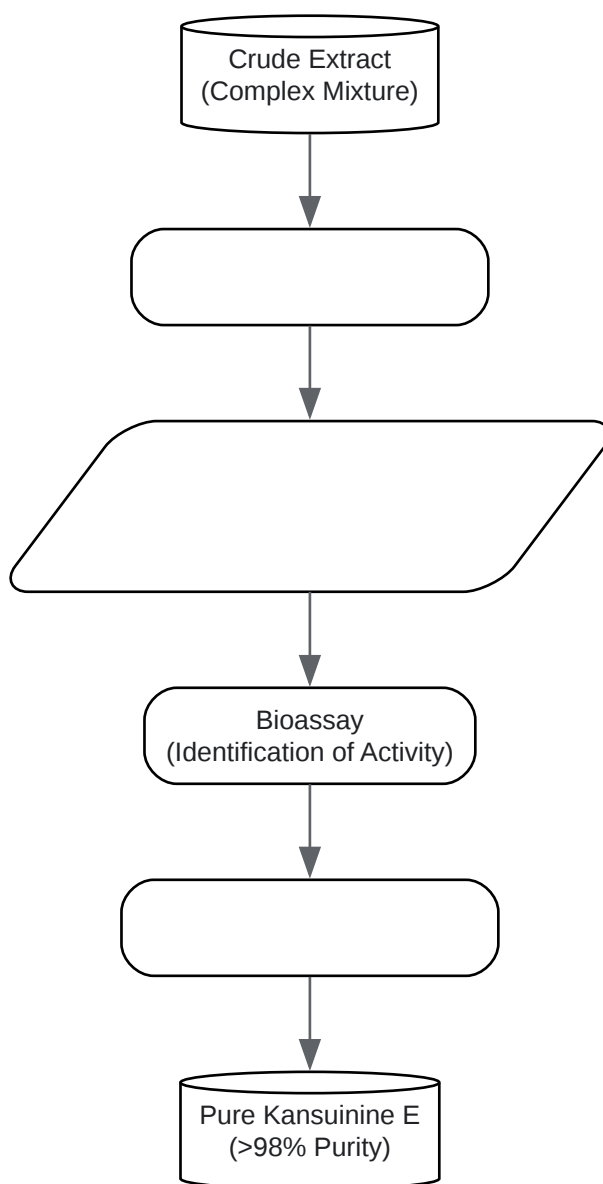 Crude Extract
(Complex Mixture)
Bioassay
(Identification of Activity)
Pure Kansuinine E
(>98% Purity)